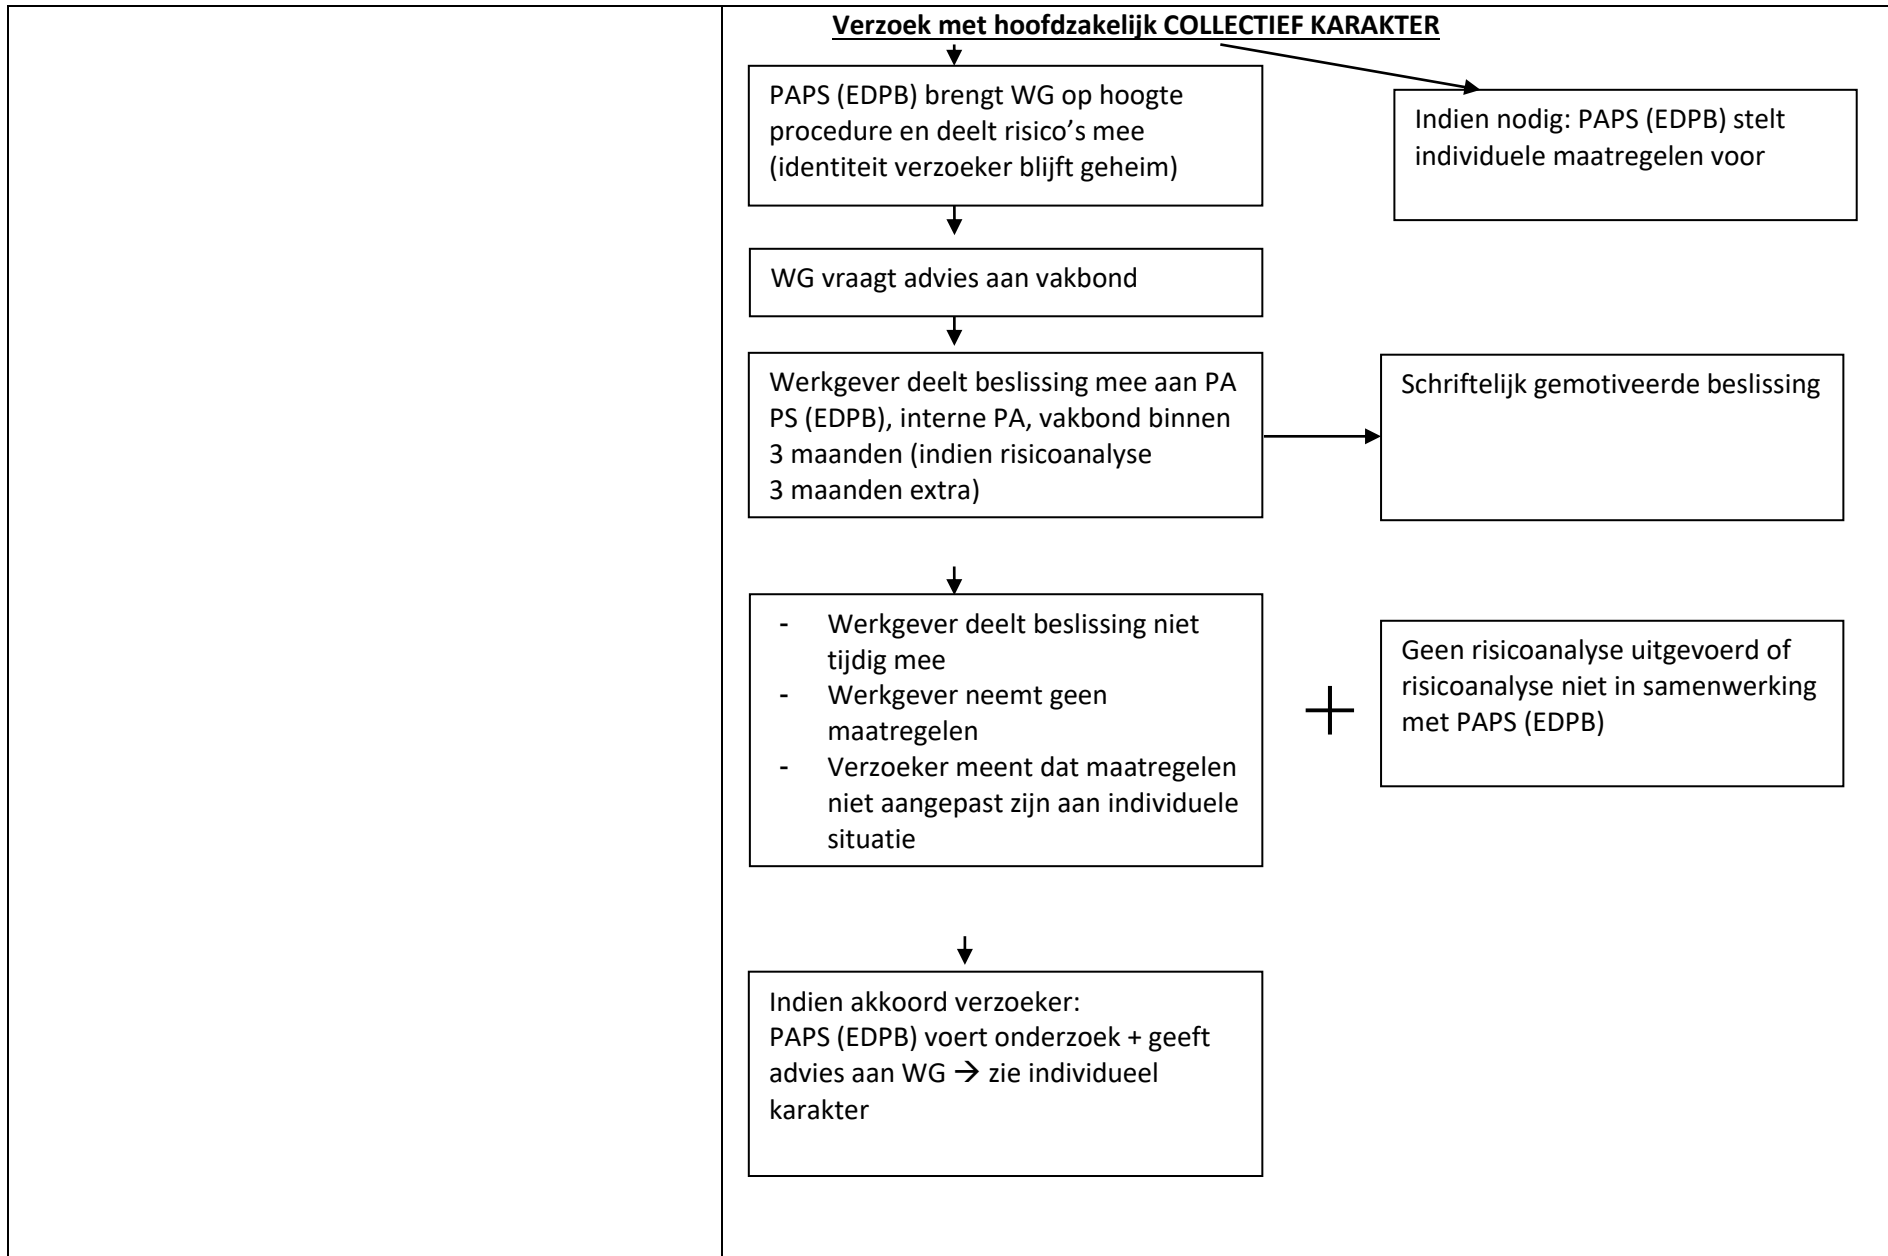 Verzoek met hoofdzakelijk COLLECTIEF KARAKTER
PAPS (EDPB) brengt WG op hoogte
procedure en deelt risico’s mee
(identiteit verzoeker blijft geheim)
Indien nodig: PAPS (EDPB) stelt
individuele maatregelen voor
WG vraagt advies aan vakbond
Werkgever deelt beslissing mee aan PA
PS (EDPB), interne PA, vakbond binnen
3 maanden (indien risicoanalyse
3 maanden extra)
Schriftelijk gemotiveerde beslissing
- Werkgever deelt beslissing niet
tijdig mee
- Werkgever neemt geen
maatregelen
- Verzoeker meent dat maatregelen
niet aangepast zijn aan individuele
situatie
Geen risicoanalyse uitgevoerd of
risicoanalyse niet in samenwerking
met PAPS (EDPB)
Indien akkoord verzoeker:
PAPS (EDPB) voert onderzoek + geeft
advies aan WG → zie individueel
karakter